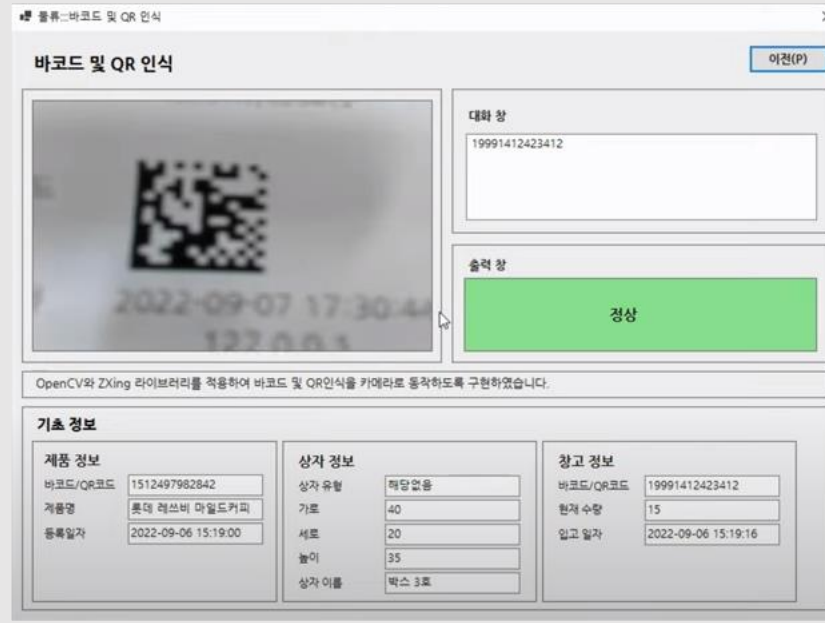 물류:::바코드 및 QR 인식
바코드 및 QR 인식
이전(P)
2022-09-07 17:30:44
127.0.0.1
대화 창
19991412423412
출력 창
정상
OpenCV와 ZXing 라이브러리를 적용하여 바코드 및 QR인식을 카메라로 동작하도록 구현하였습니다.
기초 정보
제품 정보
바코드/QR코드 1512497982842
제품명 롯데 레쓰비 마일드커피
등록일자 2022-09-06 15:19:00
상자 정보
상자 유형 해당없음
가로 40
세로 20
높이 35
상자 이름 박스 3호
창고 정보
바코드/QR코드 19991412423412
현재 수량 15
입고 일자 2022-09-06 15:19:16